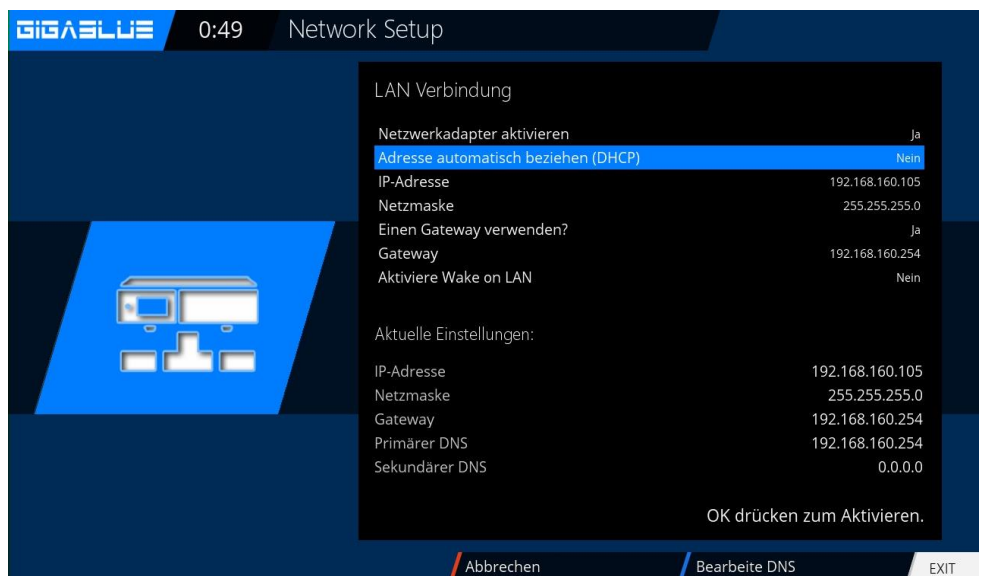 GIGABLUE 0:49 Network Setup
LAN Verbindung
Netzwerkadapter aktivieren Ja
Adresse automatisch beziehen (DHCP) Nein
IP-Adresse 192.168.160.105
Netzmaske 255.255.255.0
Einen Gateway verwenden? Ja
Gateway 192.168.160.254
Aktiviere Wake on LAN Nein
Aktuelle Einstellungen:
IP-Adresse 192.168.160.105
Netzmaske 255.255.255.0
Gateway 192.168.160.254
Primärer DNS 192.168.160.254
Sekundärer DNS 0.0.0.0
OK drücken zum Aktivieren.
Abbrechen Bearbeite DNS EXIT